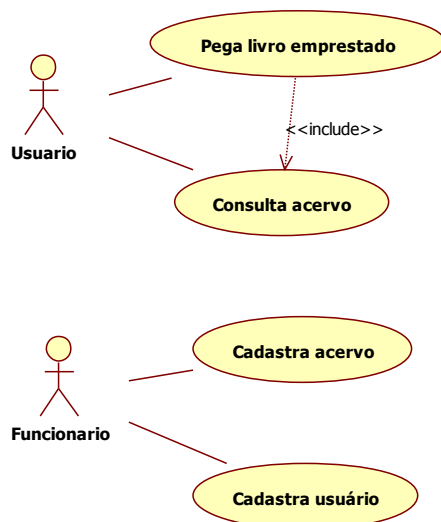 Pega livro emprestado
<<include>>
Usuario
Consulta acervo
Cadastra acervo
Funcionario
Cadastra usuário